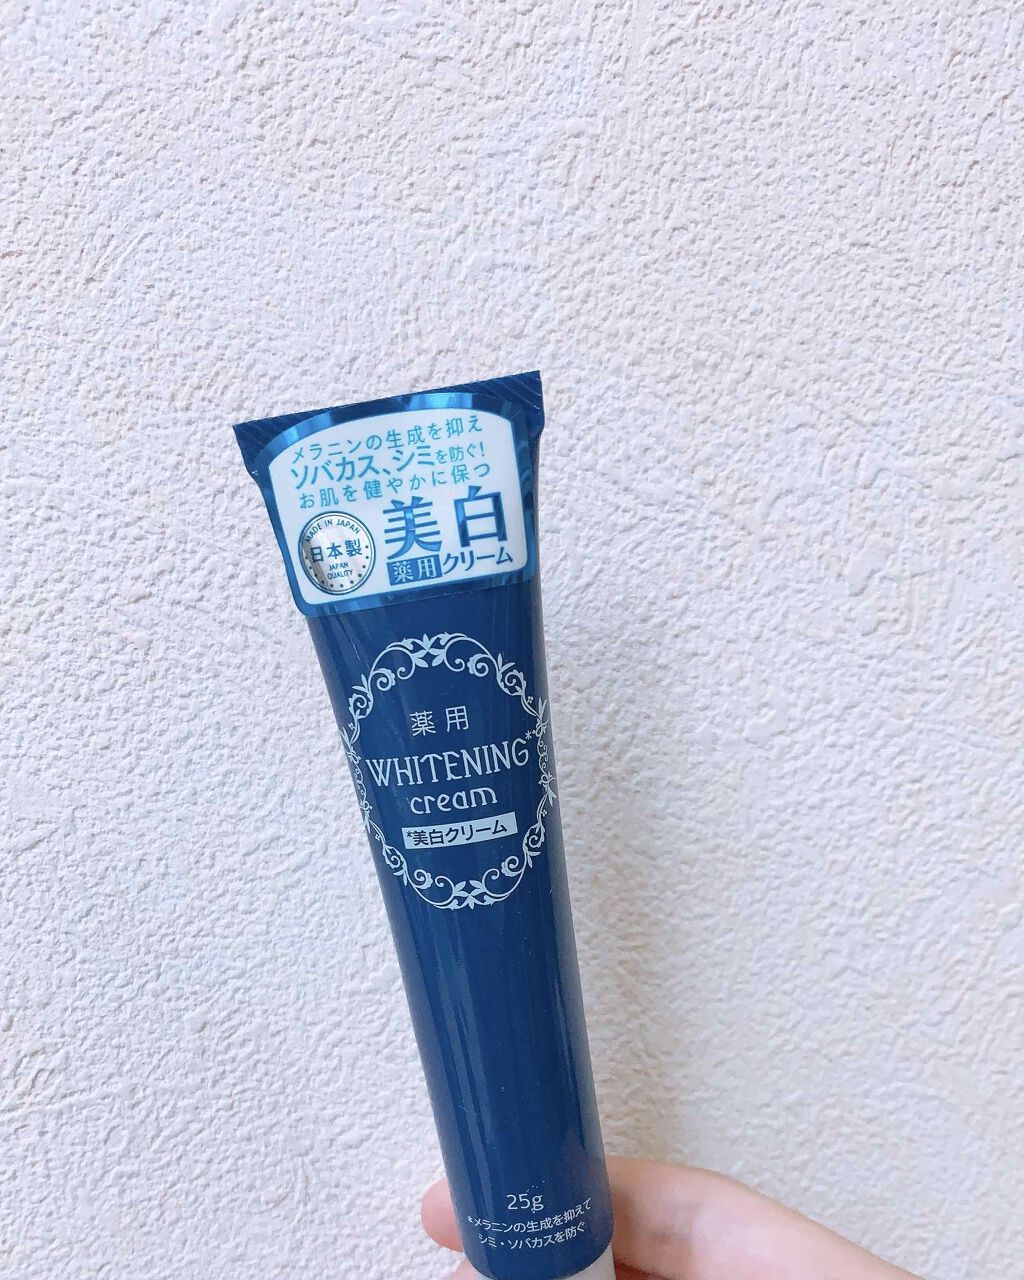 メラニンの生成を抑え
ソバカス、シミを防ぐ!
お肌を健やかに保つ
MADE IN JAPAN
日本製
JAPAN
QUALITY
美白
薬用クリーム
薬用
WHITENING**
cream
*美白クリーム
25g
*メラニンの生成を抑えて
シミ・ソバカスを防ぐ